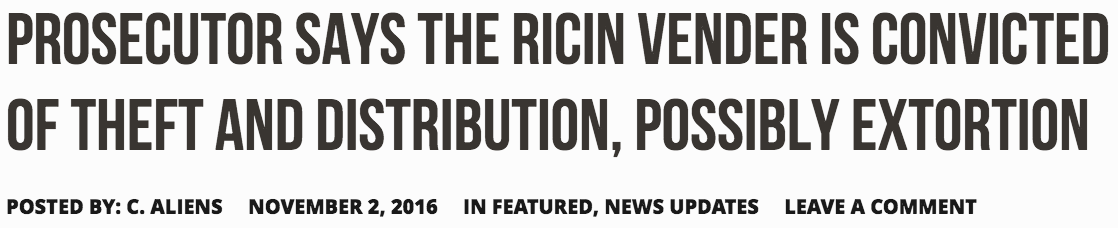 PROSECUTOR SAYS THE RICIN VENDER IS CONVICTED
OF THEFT AND DISTRIBUTION, POSSIBLY EXTORTION
POSTED BY: C. ALIENS NOVEMBER 2, 2016 IN FEATURED, NEWS UPDATES LEAVE A COMMENT